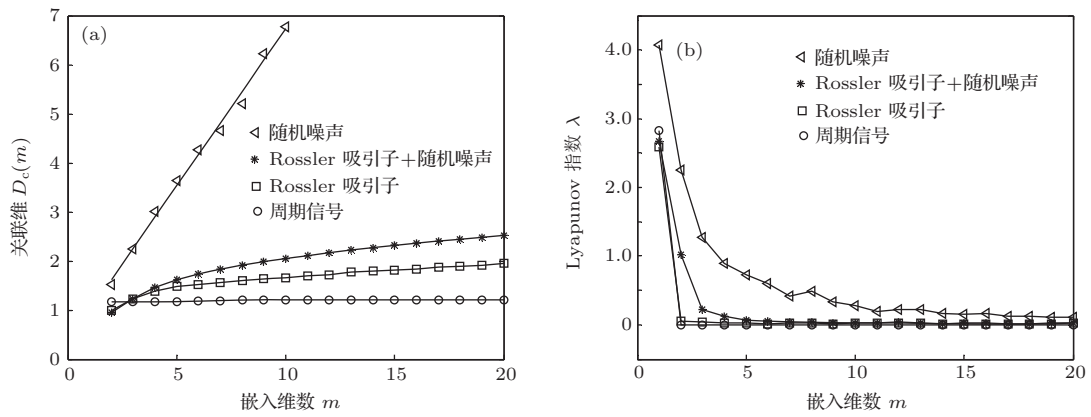 (a)
7
6
5
4
3
2
1
0
关联维 Dc(m)
随机噪声
Rossler 吸引子+随机噪声
Rossler 吸引子
周期信号
0 5 10 15 20
嵌入维数 m
(b)
4.0
3.0
2.0
1.0
0
Lyapunov 指数 λ
随机噪声
Rossler 吸引子+随机噪声
Rossler 吸引子
周期信号
0 5 10 15 20
嵌入维数 m